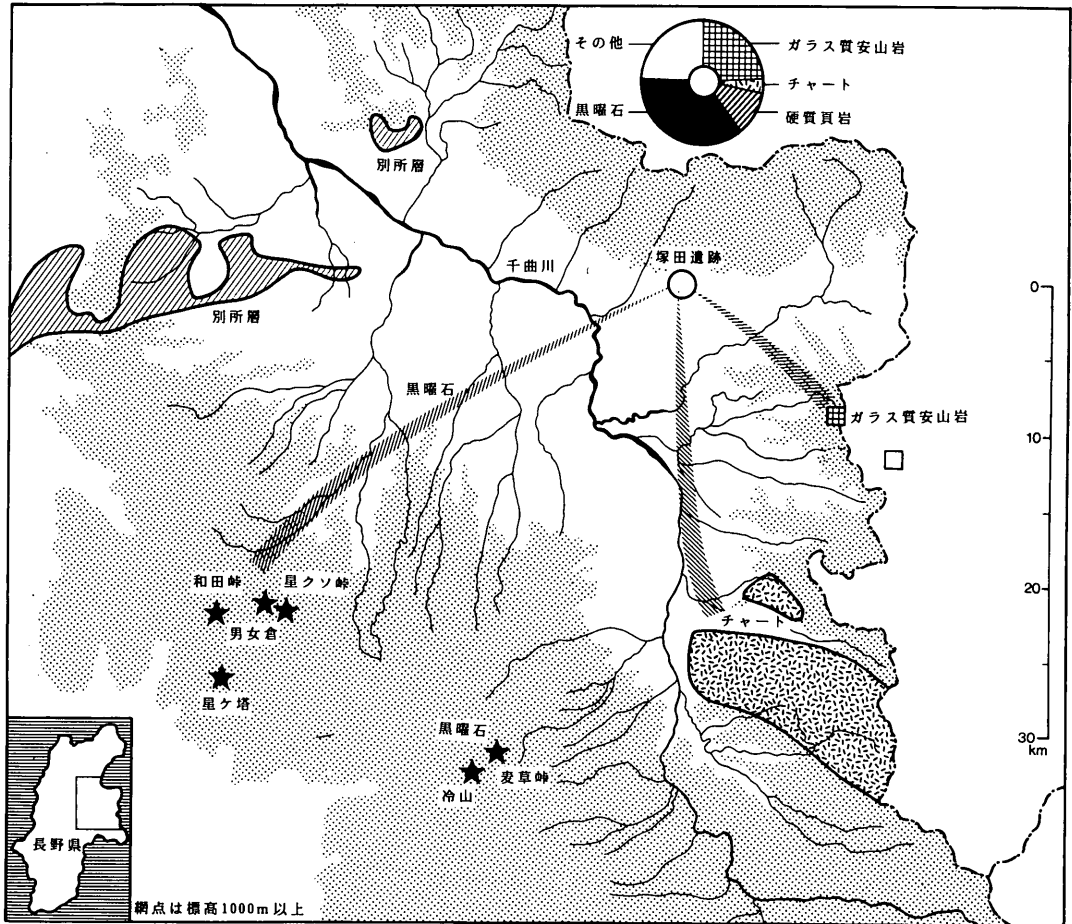 その他
ガラス質安山岩
チャート
黒曜石
硬質頁岩
別所層
別所層
千曲川
塚田遺跡
0
黒曜石
ガラス質安山岩
10
和田峠
星クソ峠
20
男女倉
チャート
星ケ塔
黒曜石
30
km
麦草峠
冷山
長野県
網点は標高1000m以上